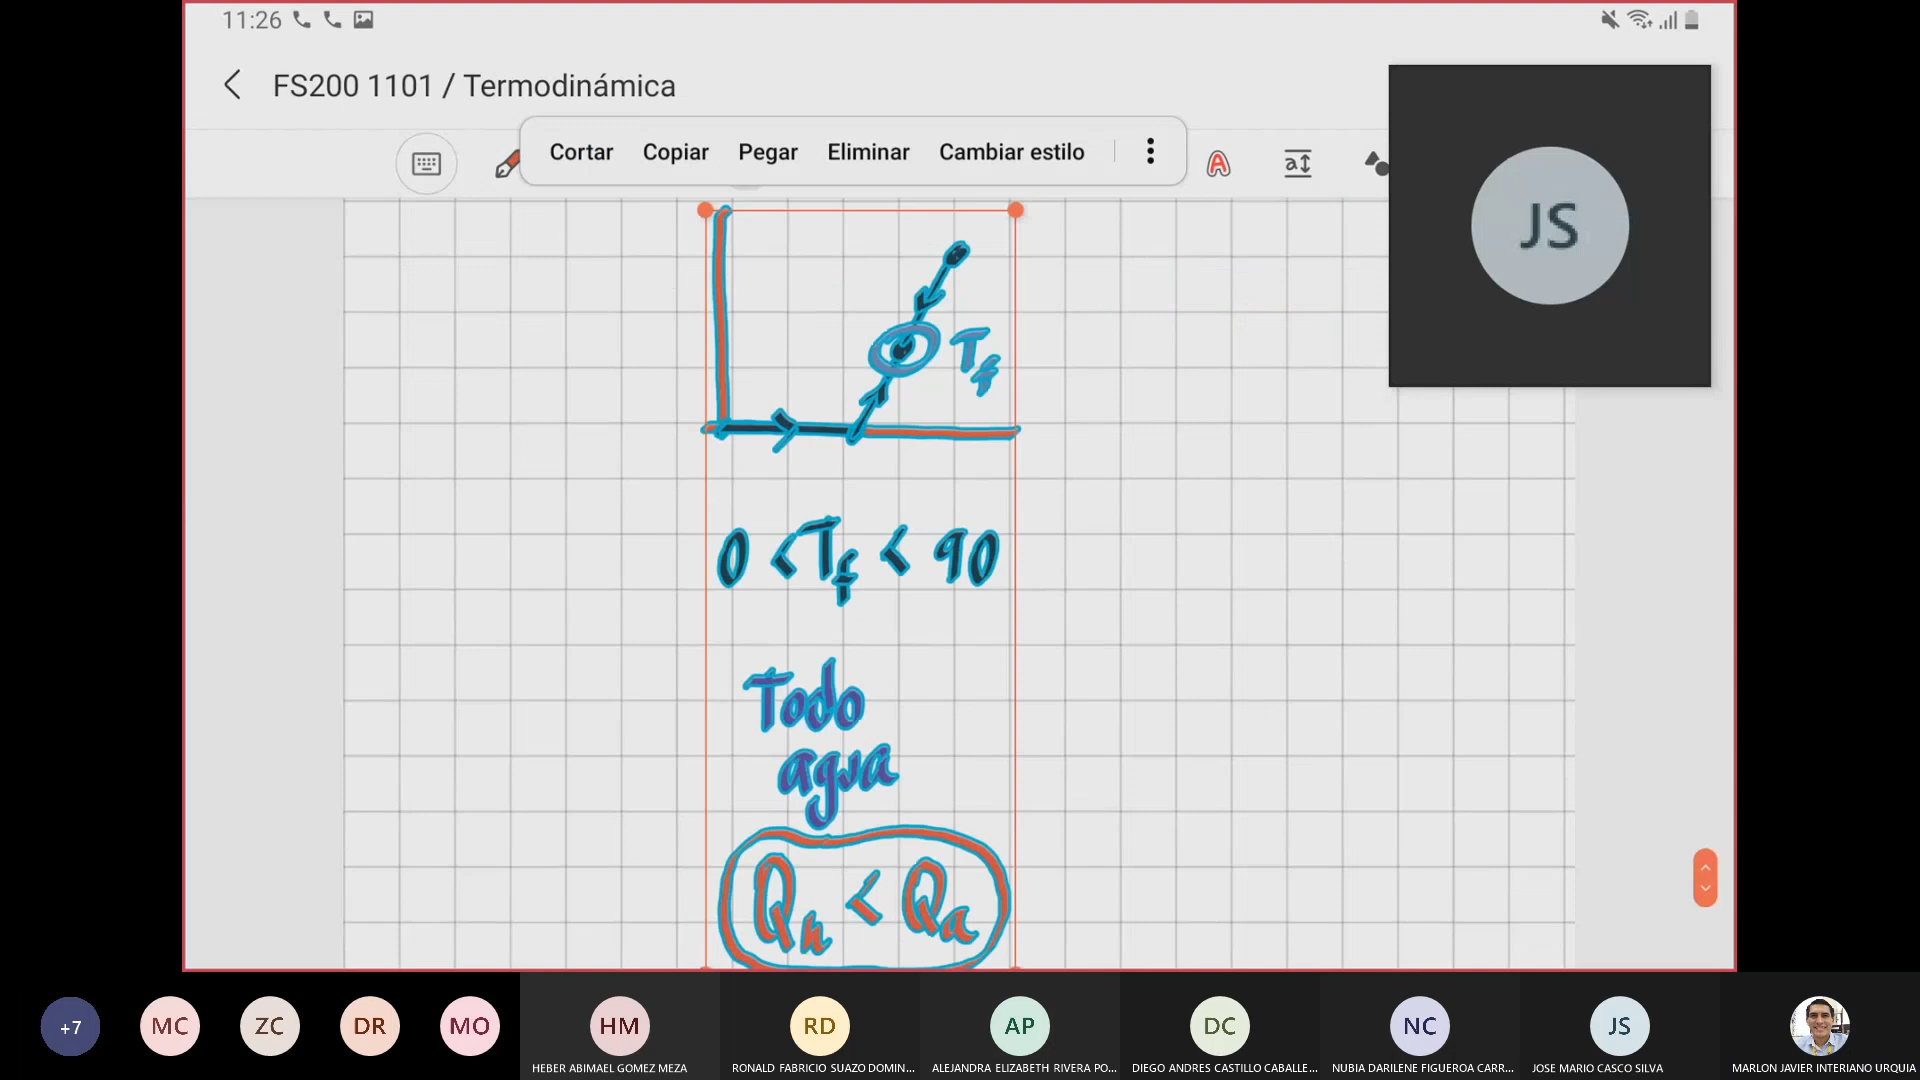 11:26
FS200 1101 / Termodinámica
Cortar Copiar Pegar Eliminar Cambiar estilo
A
a
JS
Tf
0 < Tf < 90
Todo
agua
Qh < Qa
+7
MC
ZC
DR
MO
HM
RD
AP
DC
NC
JS
HEBER ABIMAEL GOMEZ MEZA
RONALD FABRICIO SUAZO DOMIN...
ALEJANDRA ELIZABETH RIVERA PO...
DIEGO ANDRES CASTILLO CABALLE...
NUBIA DARILENE FIGUEROA CARR...
JOSE MARIO CASCO SILVA
MARLON JAVIER INTERIANO URQUIA